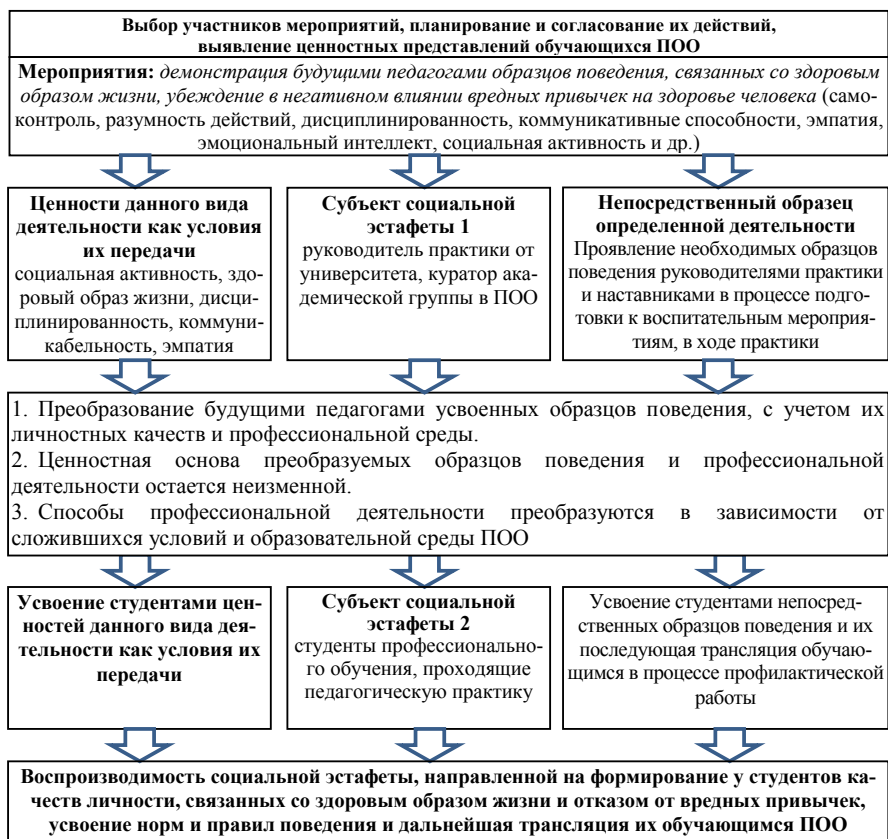 Выбор участников мероприятий, планирование и согласование их действий,
выявление ценностных представлений обучающихся ПОО
Мероприятия: демонстрация будущими педагогами образцов поведения, связанных со здоровым
образом жизни, убеждение в негативном влиянии вредных привычек на здоровье человека (само-
контроль, разумность действий, дисциплинированность, коммуникативные способности, эмпатия,
эмоциональный интеллект, социальная активность и др.)
Ценности данного вида
деятельности как условия
их передачи
социальная активность, здо-
ровый образ жизни, дисци-
плинированность, коммуни-
кабельность, эмпатия
Субъект социальной
эстафеты 1
руководитель практики от
университета, куратор ака-
демической группы в ПОО
Непосредственный образец
определенной деятельности
Проявление необходимых образцов
поведения руководителями практики
и наставниками в процессе подго-
товки к воспитательным мероприя-
тиям, в ходе практики
1. Преобразование будущими педагогами усвоенных образцов поведения, с учетом их
личностных качеств и профессиональной среды.
2. Ценностная основа преобразуемых образцов поведения и профессиональной
деятельности остается неизменной.
3. Способы профессиональной деятельности преобразуются в зависимости от
сложившихся условий и образовательной среды ПОО
Усвоение студентами цен-
ностей данного вида дея-
тельности как условия их
передачи
Субъект социальной
эстафеты 2
студенты профессионально-
го обучения, проходящие
педагогическую практику
Усвоение студентами непосред-
ственных образцов поведения и их
последующая трансляция обучаю-
щимся в процессе профилактической
работы
Воспроизводимость социальной эстафеты, направленной на формирование у студентов ка-
честв личности, связанных со здоровым образом жизни и отказом от вредных привычек,
усвоение норм и правил поведения и дальнейшая трансляция их обучающимся ПОО